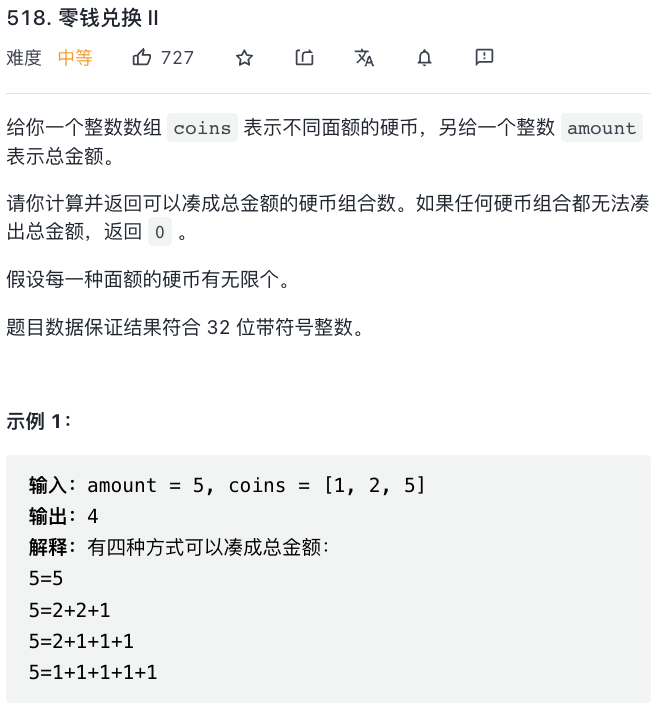 518. 零钱兑换 II
难度 中等 727
给你一个整数数组 coins 表示不同面额的硬币，另给一个整数 amount
表示总金额。
请你计算并返回可以凑成总金额的硬币组合数。如果任何硬币组合都无法凑
出总金额，返回 0 。
假设每一种面额的硬币有无限个。
题目数据保证结果符合 32 位带符号整数。
示例 1：
输入：amount = 5, coins = [1, 2, 5]
输出：4
解释：有四种方式可以凑成总金额：
5=5
5=2+2+1
5=2+1+1+1
5=1+1+1+1+1